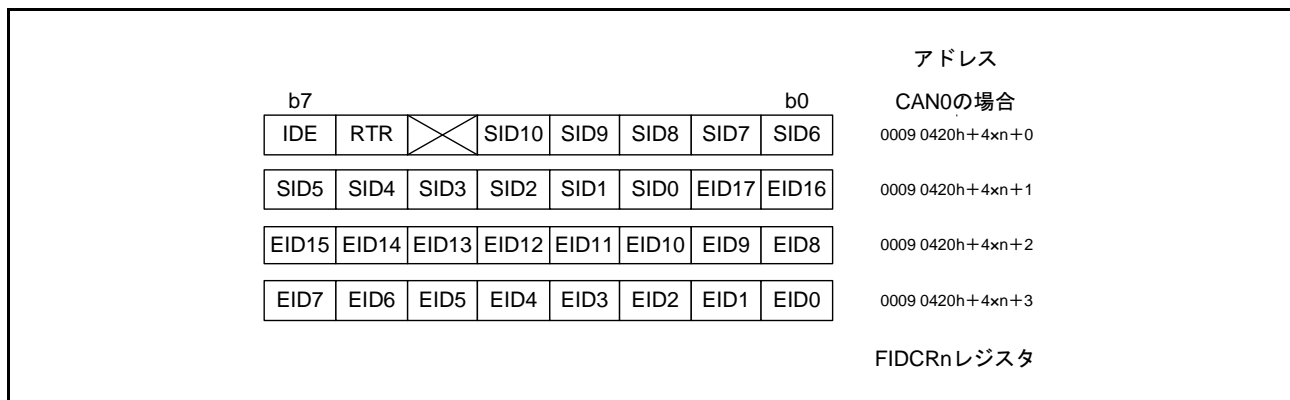 アドレス
b7 b0 CAN0の場合
IDE RTR SID10 SID9 SID8 SID7 SID6 0009 0420h+4×n+0
SID5 SID4 SID3 SID2 SID1 SID0 EID17 EID16 0009 0420h+4×n+1
EID15 EID14 EID13 EID12 EID11 EID10 EID9 EID8 0009 0420h+4×n+2
EID7 EID6 EID5 EID4 EID3 EID2 EID1 EID0 0009 0420h+4×n+3
FIDCRnレジスタ